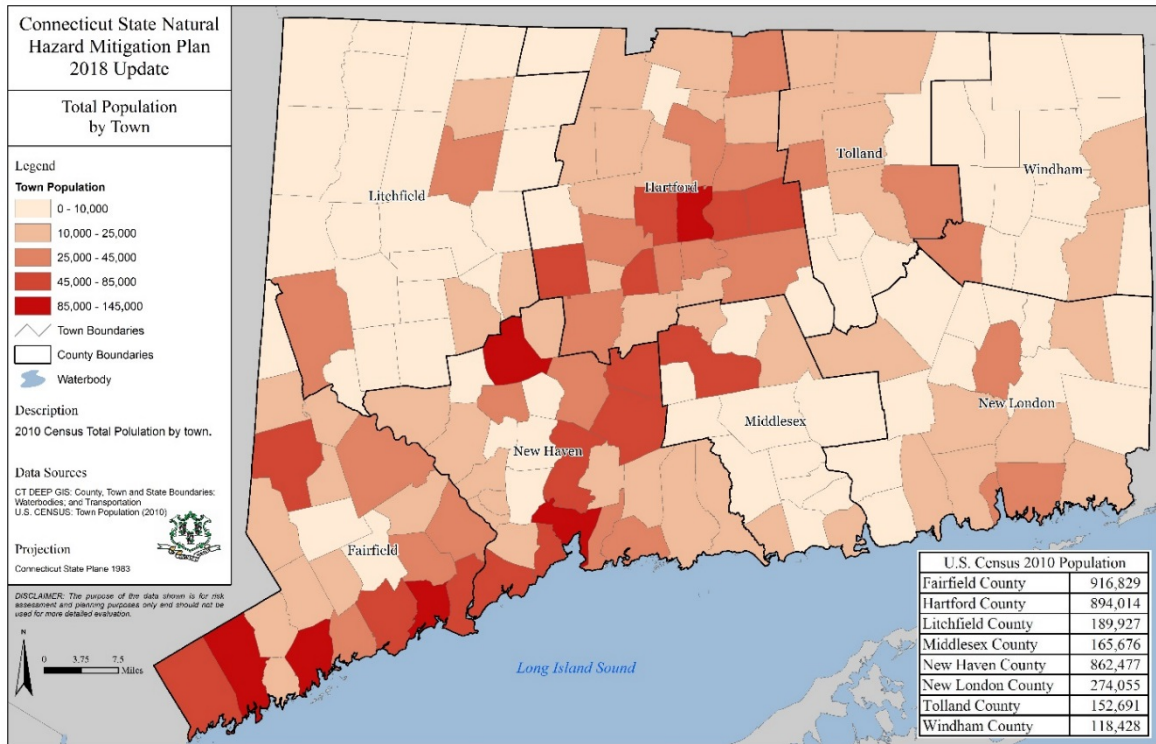 Connecticut State Natural
Hazard Mitigation Plan
2018 Update
Total Population
by Town
Legend
Town Population
0 - 10,000
10,000 - 25,000
25,000 - 45,000
45,000 - 85,000
85,000 - 145,000
Town Boundaries
County Boundaries
Waterbody
Description
2010 Census Total Polulation by town.
Data Sources
CT DEEP GIS: County, Town and State Boundaries;
Waterbodies; and Transportation
U.S. CENSUS: Town Population (2010)
Projection
Connecticut State Plane 1983
DISCLAIMER: The purpose of the data shown is for risk
assessment and planning purposes only and should not be
used for more detailed evaluation.
N
0 3.75 7.5
Miles
Litchfield
Hartford
Tolland
Windham
New Haven
Middlesex
New London
Fairfield
Long Island Sound
U.S. Census 2010 Population
Fairfield County 916,829
Hartford County 894,014
Litchfield County 189,927
Middlesex County 165,676
New Haven County 862,477
New London County 274,055
Tolland County 152,691
Windham County 118,428